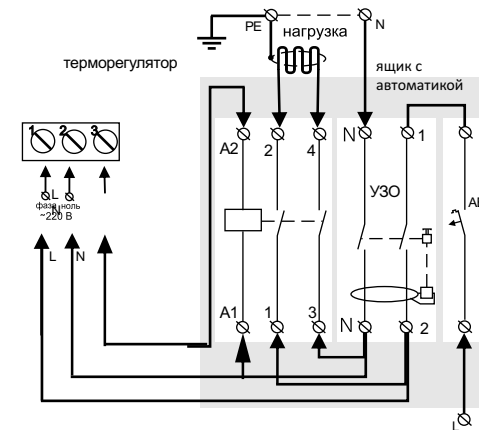 PE
N
нагрузка
терморегулятор
ящик с
автоматикой
1 2 3
A2 2 4 N 1
УЗО
L
фаза N ноль
~220 В
L N
A1 1 3 N 2
L